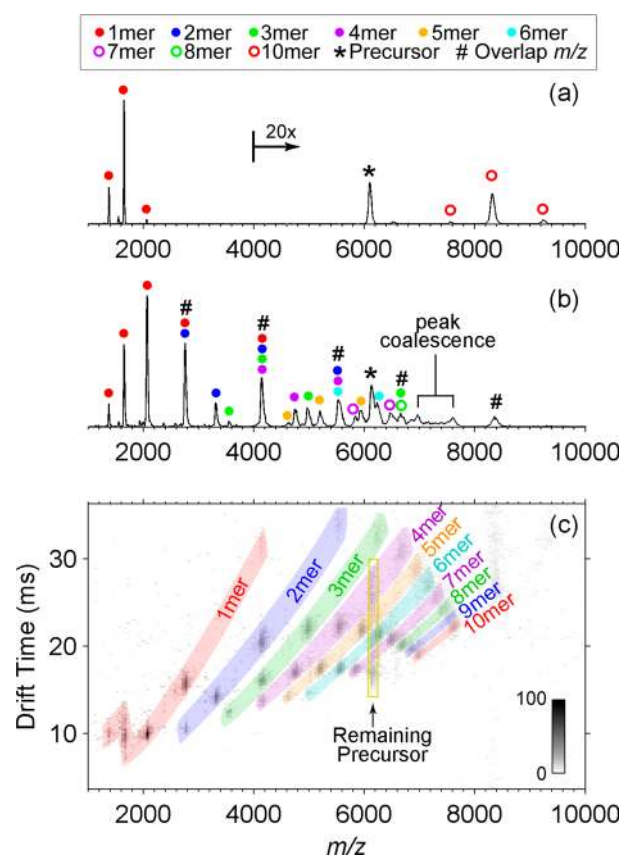 1mer 2mer 3mer 4mer 5mer 6mer
7mer 8mer 10mer * Precursor # Overlap m/z
(a)
20x
*
2000 4000 6000 8000 10000
(b)
# # # * # #
peak
coalescence
2000 4000 6000 8000 10000
(c)
Drift Time (ms)
30
20
10
1mer
2mer
3mer
4mer
5mer
6mer
7mer
8mer
9mer
10mer
Remaining
Precursor
100
0
2000 4000 6000 8000 10000
m/z